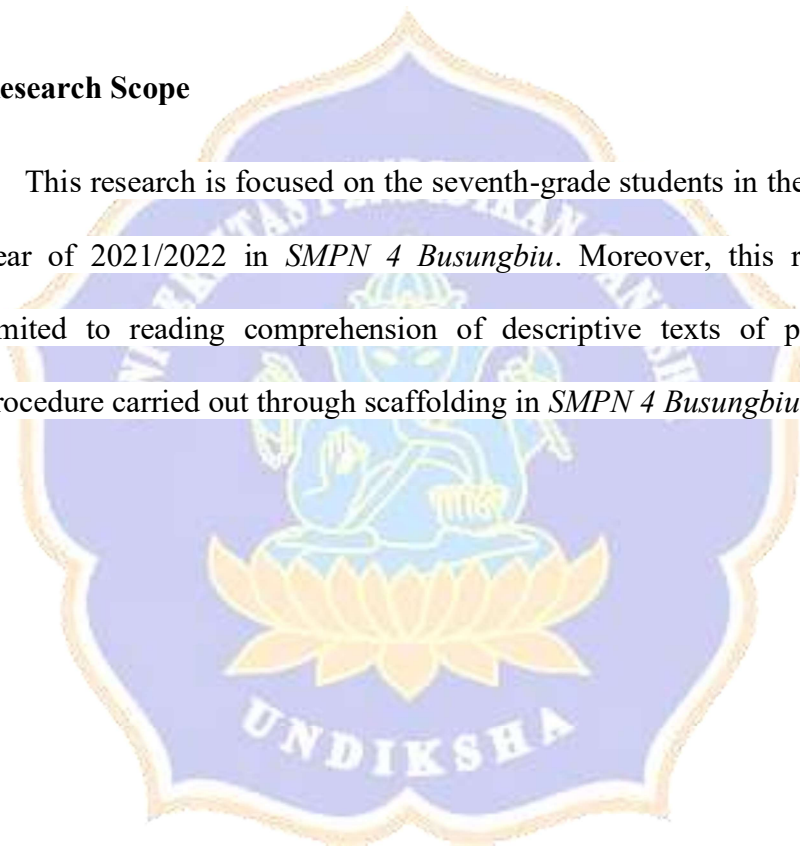 esearch Scope
This research is focused on the seventh-grade students in the
ear of 2021/2022 in SMPN 4 Busungbiu. Moreover, this r
mited to reading comprehension of descriptive texts of p
rocedure carried out through scaffolding in SMPN 4 Busungbiu
UNDIKSHA